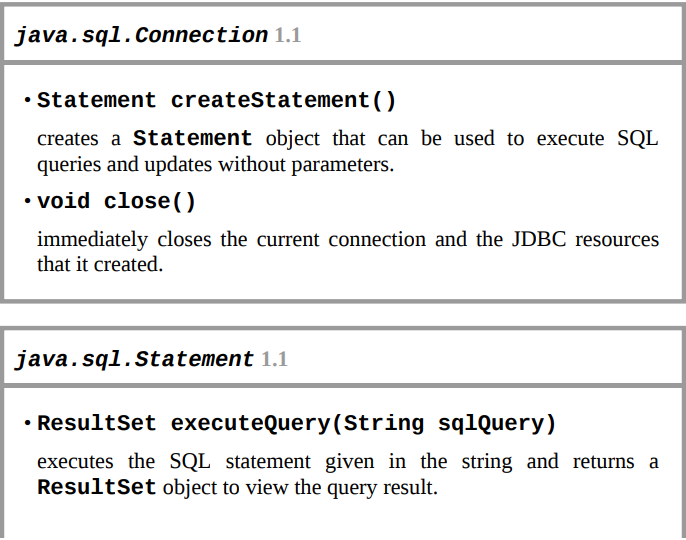 java.sql.Connection 1.1
• Statement createStatement()
creates a Statement object that can be used to execute SQL
queries and updates without parameters.
• void close()
immediately closes the current connection and the JDBC resources
that it created.
java.sql.Statement 1.1
• ResultSet executeQuery(String sqlQuery)
executes the SQL statement given in the string and returns a
ResultSet object to view the query result.